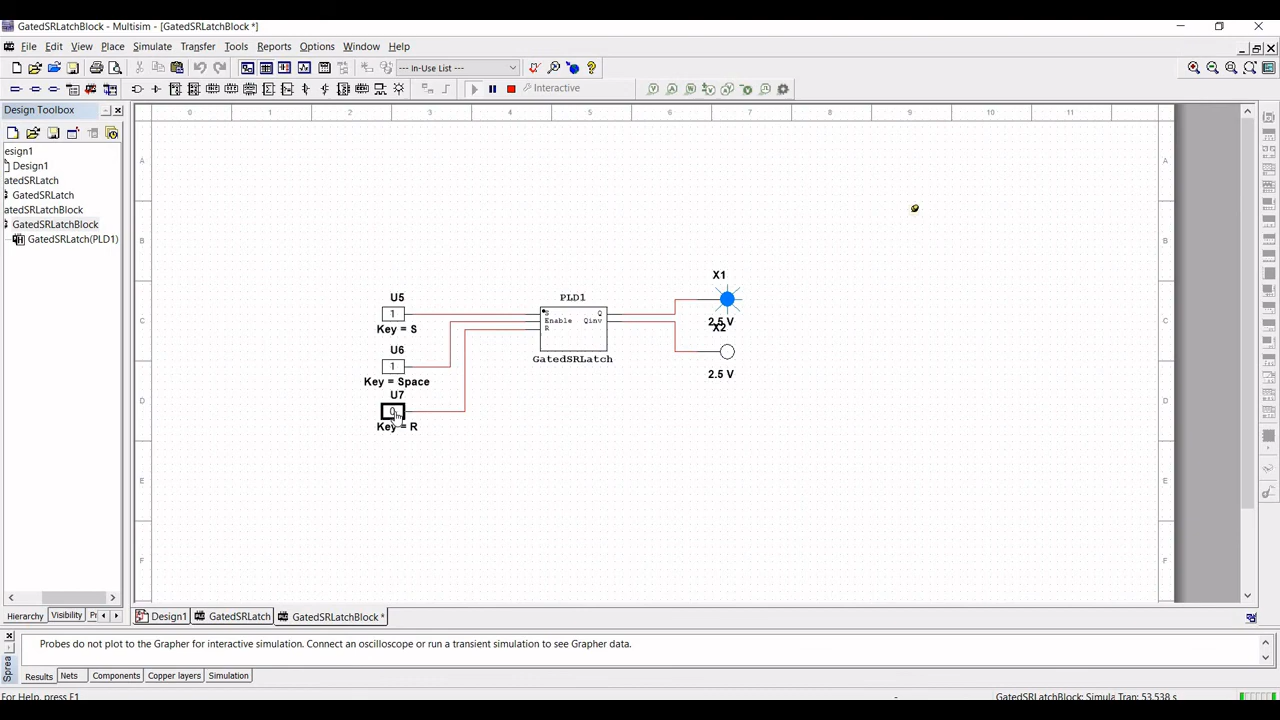 GatedSRLatchBlock - Multisim - [GatedSRLatchBlock *]
File Edit View Place Simulate Transfer Tools Reports Options Window Help
--- In-Use List ---
Interactive
Design Toolbox
0 1 2 3 4 5 6 7 8 9 10 11
esign1
Design1
atedSRLatch
GatedSRLatch
atedSRLatchBlock
GatedSRLatchBlock
GatedSRLatch(PLD1)
A A
B B
C C
D D
E E
F F
X1
U5 PLD1
1 S Q
Enable Qinv
2.5 V
Key = S R
X2
U6
1 GatedSRLatch
2.5 V
Key = Space
U7
0
Key = R
Hierarchy Visibility Pr
Design1 GatedSRLatch GatedSRLatchBlock *
Probes do not plot to the Grapher for interactive simulation. Connect an oscilloscope or run a transient simulation to see Grapher data.
Sprea
Results Nets Components Copper layers Simulation
For Help, press F1 - GatedSRLatchBlock: Simula Tran: 53.538 s